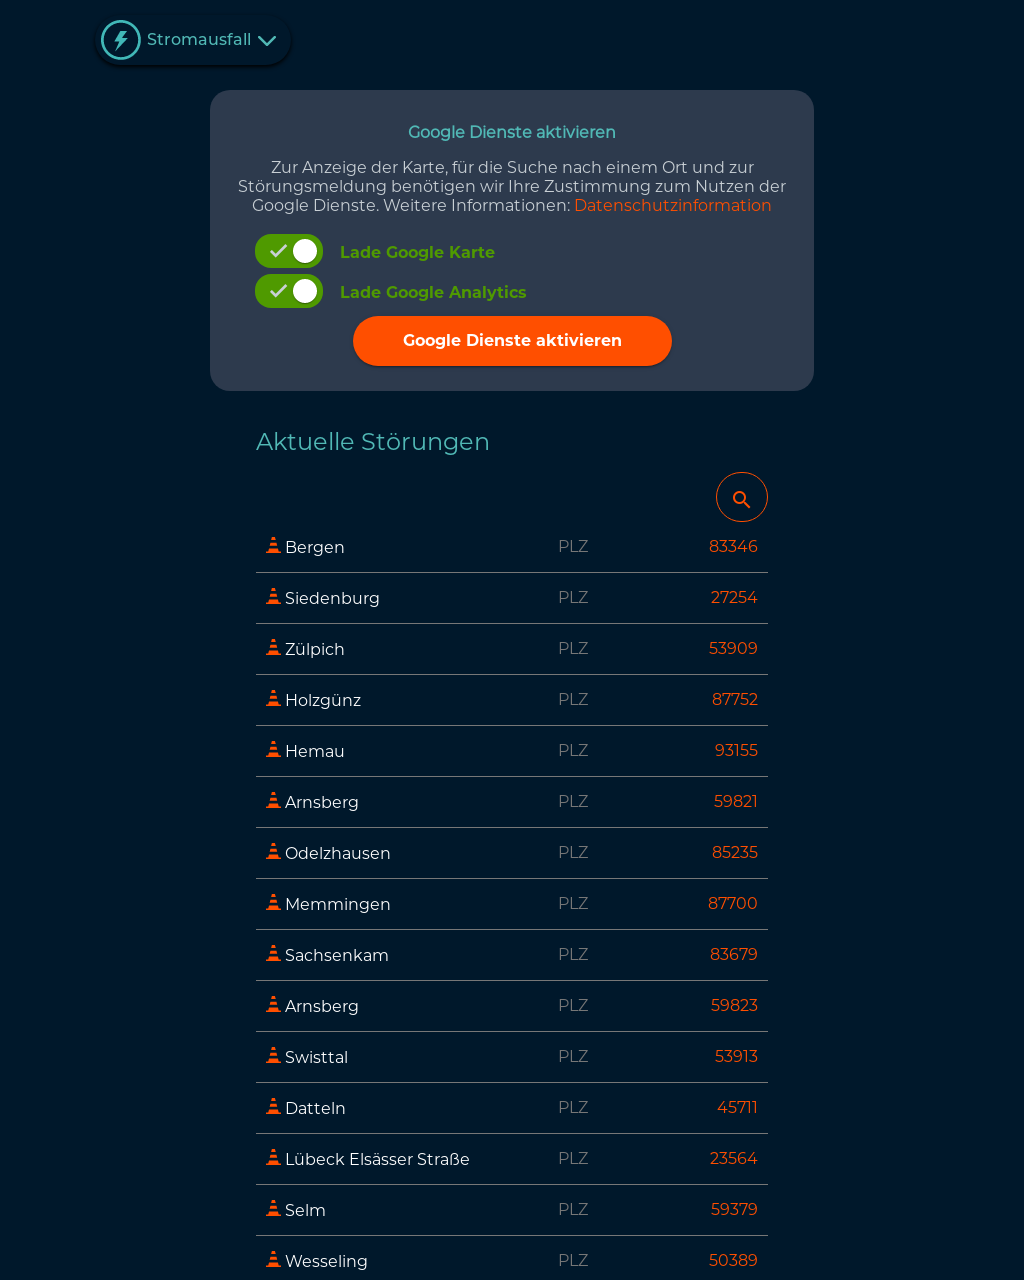 Stromausfall
Google Dienste aktivieren
Zur Anzeige der Karte, für die Suche nach einem Ort und zur
Störungsmeldung benötigen wir Ihre Zustimmung zum Nutzen der
Google Dienste. Weitere Informationen: Datenschutzinformation
Lade Google Karte
Lade Google Analytics
Google Dienste aktivieren
Aktuelle Störungen
Bergen PLZ 83346
Siedenburg PLZ 27254
Zülpich PLZ 53909
Holzgünz PLZ 87752
Hemau PLZ 93155
Arnsberg PLZ 59821
Odelzhausen PLZ 85235
Memmingen PLZ 87700
Sachsenkam PLZ 83679
Arnsberg PLZ 59823
Swisttal PLZ 53913
Datteln PLZ 45711
Lübeck Elsässer Straße PLZ 23564
Selm PLZ 59379
Wesseling PLZ 50389